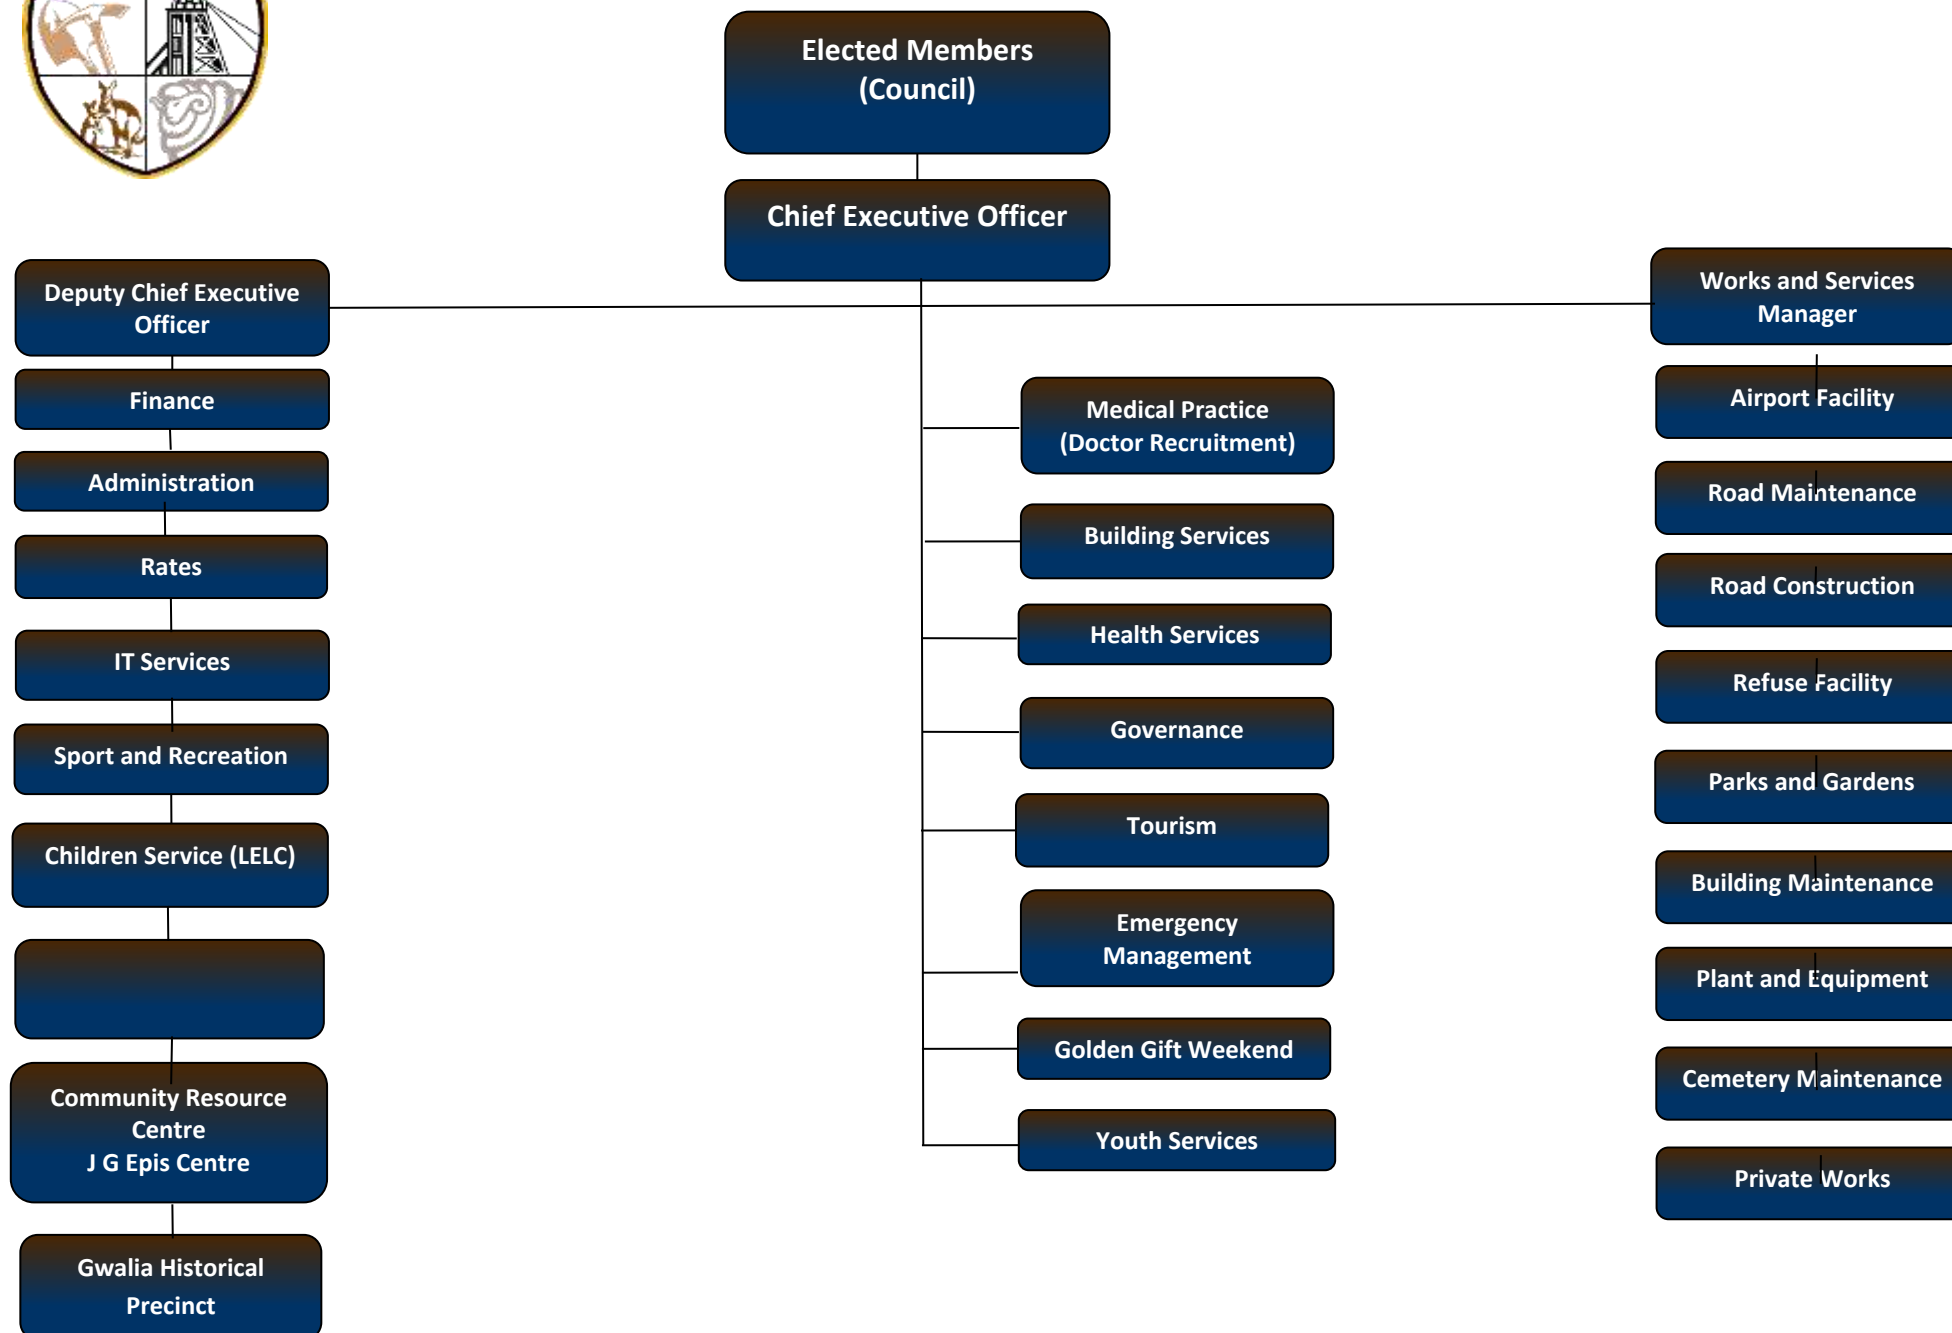 Elected Members
(Council)
Chief Executive Officer
Deputy Chief Executive
Officer
Finance
Administration
Rates
IT Services
Sport and Recreation
Children Service (LELC)
Community Resource
Centre
J G Epis Centre
Gwalia Historical
Precinct
Medical Practice
(Doctor Recruitment)
Building Services
Health Services
Governance
Tourism
Emergency
Management
Golden Gift Weekend
Youth Services
Works and Services
Manager
Airport Facility
Road Maintenance
Road Construction
Refuse Facility
Parks and Gardens
Building Maintenance
Plant and Equipment
Cemetery Maintenance
Private Works